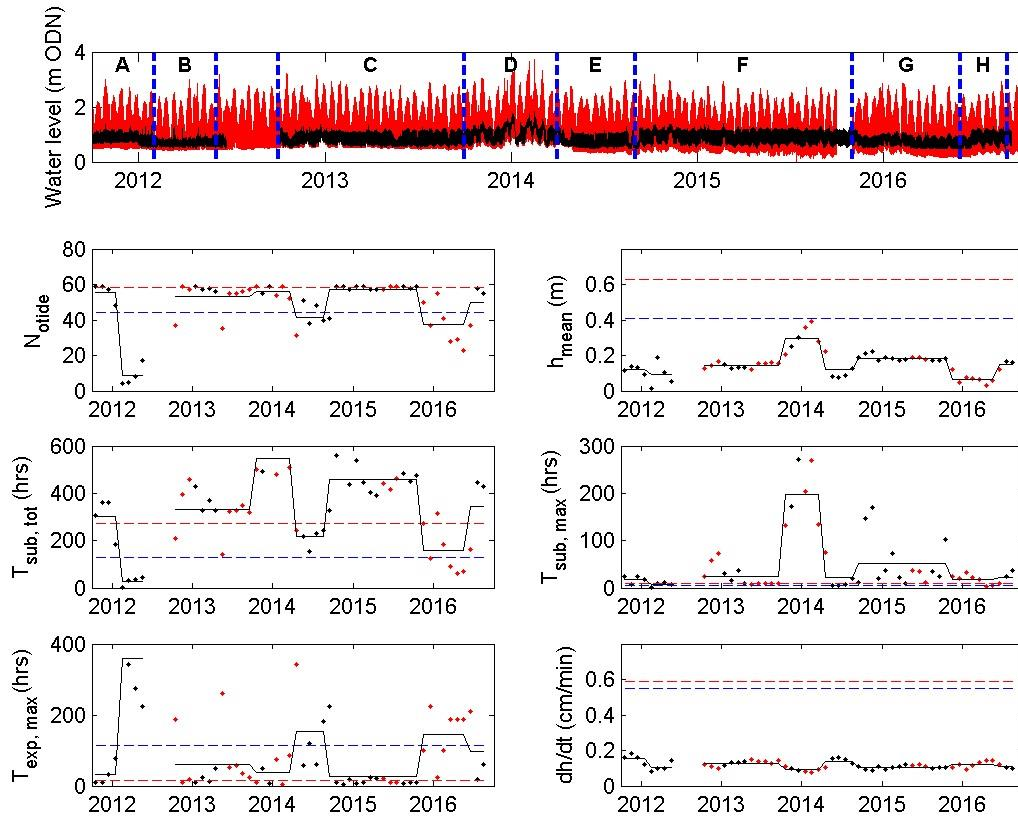 Water level (m ODN)
4
2
0
A B C D E F G H
2012 2013 2014 2015 2016
N_otide
80
60
40
20
0
2012 2013 2014 2015 2016
h_mean (m)
0.6
0.4
0.2
0
2012 2013 2014 2015 2016
T_sub, tot (hrs)
600
400
200
0
2012 2013 2014 2015 2016
T_sub, max (hrs)
300
200
100
0
2012 2013 2014 2015 2016
T_exp, max (hrs)
400
200
0
2012 2013 2014 2015 2016
dh/dt (cm/min)
0.6
0.4
0.2
0
2012 2013 2014 2015 2016